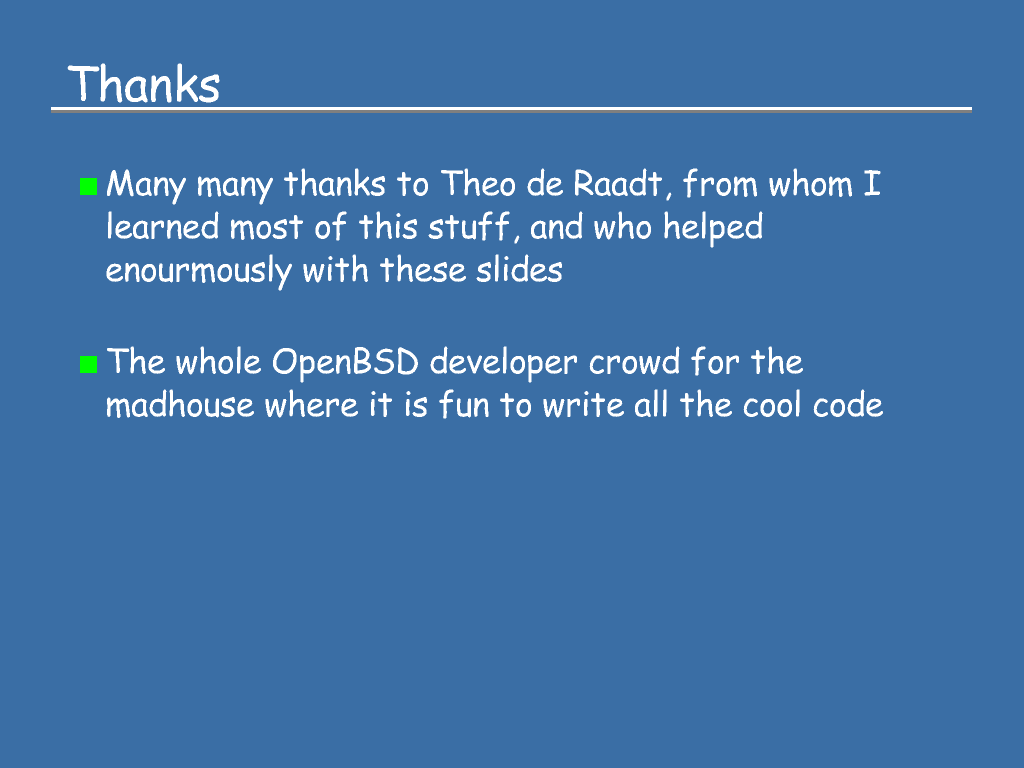 Thanks
Many many thanks to Theo de Raadt, from whom I
learned most of this stuff, and who helped
enourmously with these slides
The whole OpenBSD developer crowd for the
madhouse where it is fun to write all the cool code